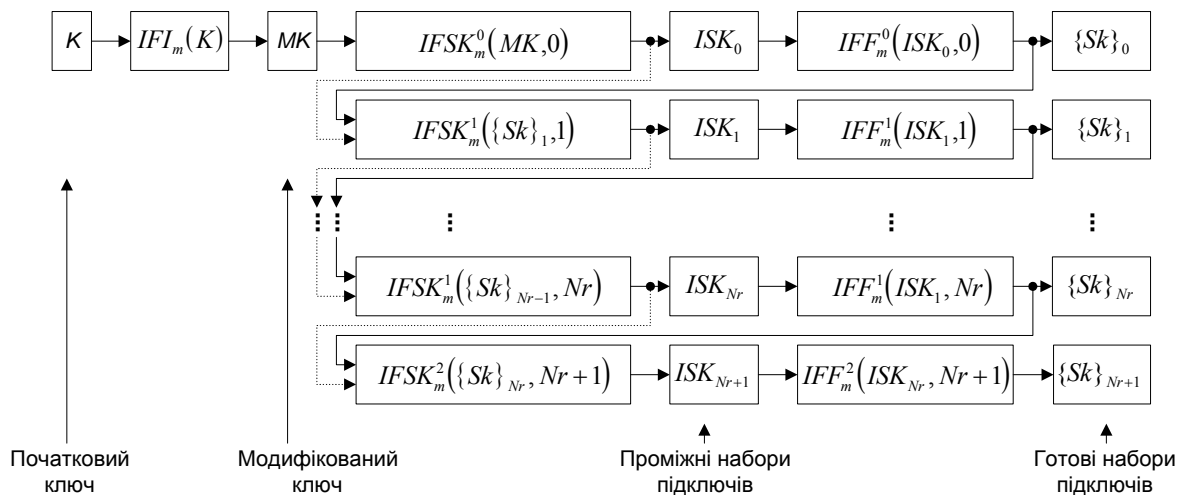 K IFI_m(K) MK IFSK_m^0(MK,0) ISK_0 IFF_m^0(ISK_0,0) {Sk}_0
IFSK_m^1({Sk}_1,1) ISK_1 IFF_m^1(ISK_1,1) {Sk}_1
IFSK_m^1({Sk}_{Nr-1},Nr) ISK_{Nr} IFF_m^1(ISK_1,Nr) {Sk}_{Nr}
IFSK_m^2({Sk}_{Nr},Nr+1) ISK_{Nr+1} IFF_m^2(ISK_{Nr},Nr+1) {Sk}_{Nr+1}
Початковий ключ
Модифікований ключ
Проміжні набори підключів
Готові набори підключів